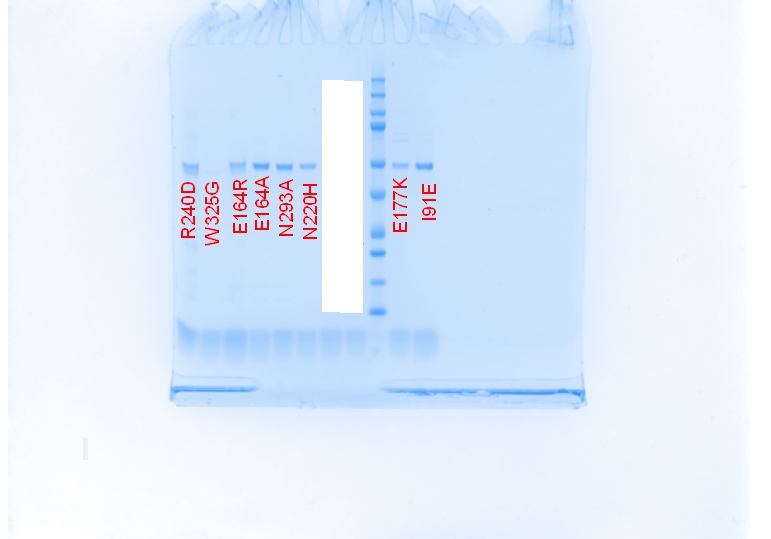 R240D
W325G
E164R
E164A
N293A
N220H
E177K
I91E